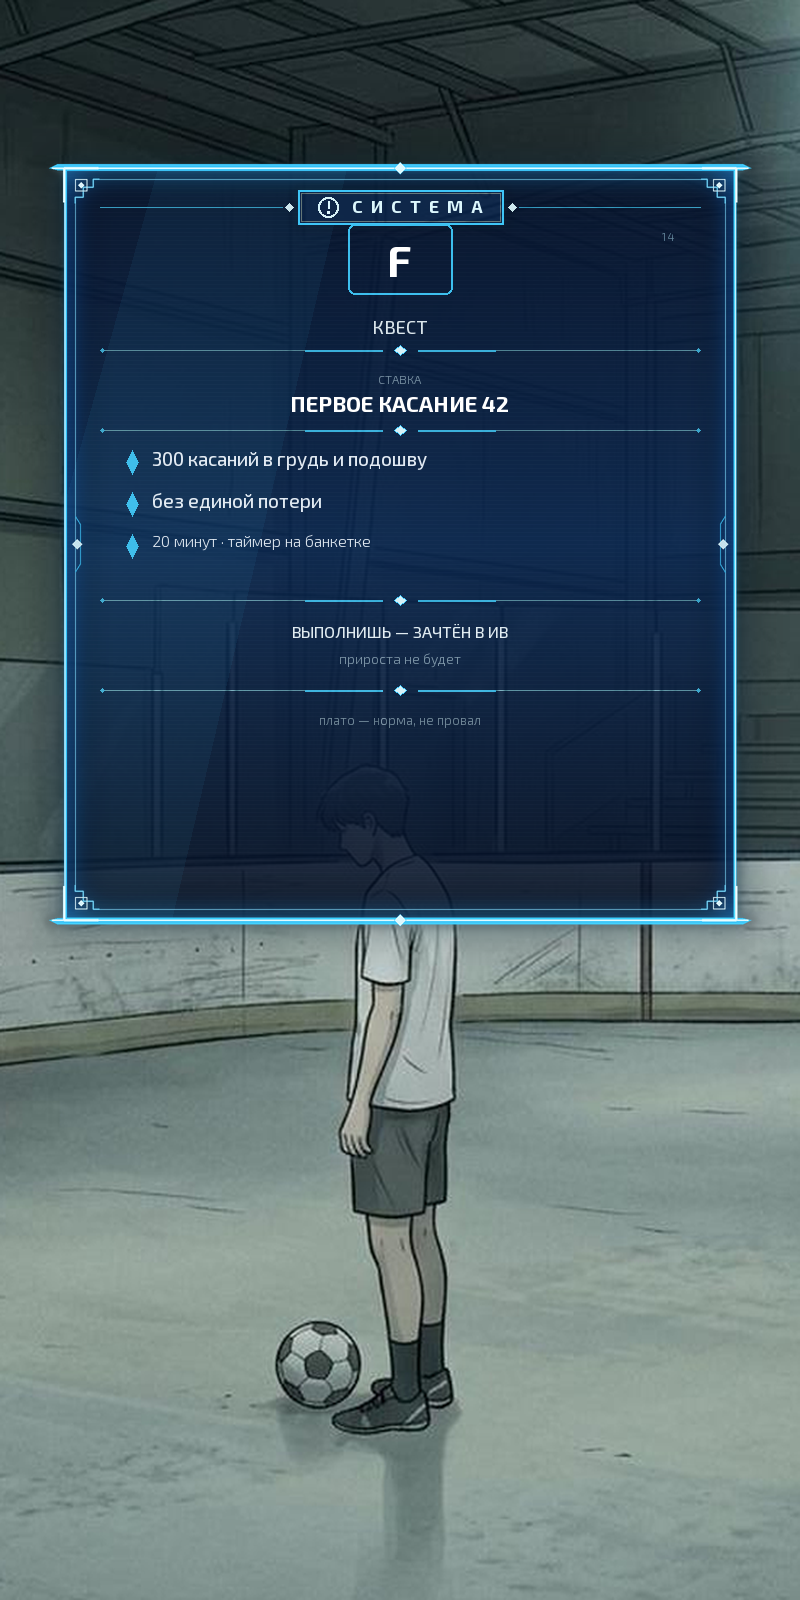 СИСТЕМА
F
14
КВЕСТ
СТАВКА
ПЕРВОЕ КАСАНИЕ 42
300 касаний в грудь и подошву
без единой потери
20 минут · таймер на банкетке
ВЫПОЛНИШЬ — ЗАЧТЁН В ИВ
прироста не будет
плато — норма, не провал